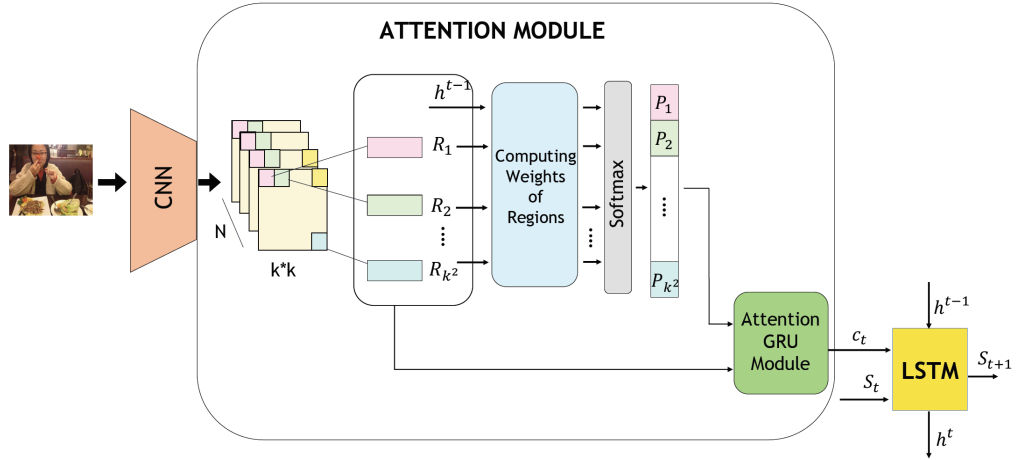 ATTENTION MODULE
CNN
N
k*k
h^{t-1}
R_1
R_2
....
R_{k^2}
Computing
Weights
of
Regions
....
Softmax
P_1
P_2
....
P_{k^2}
Attention
GRU
Module
c_t
S_t
h^{t-1}
LSTM
S_{t+1}
h^t